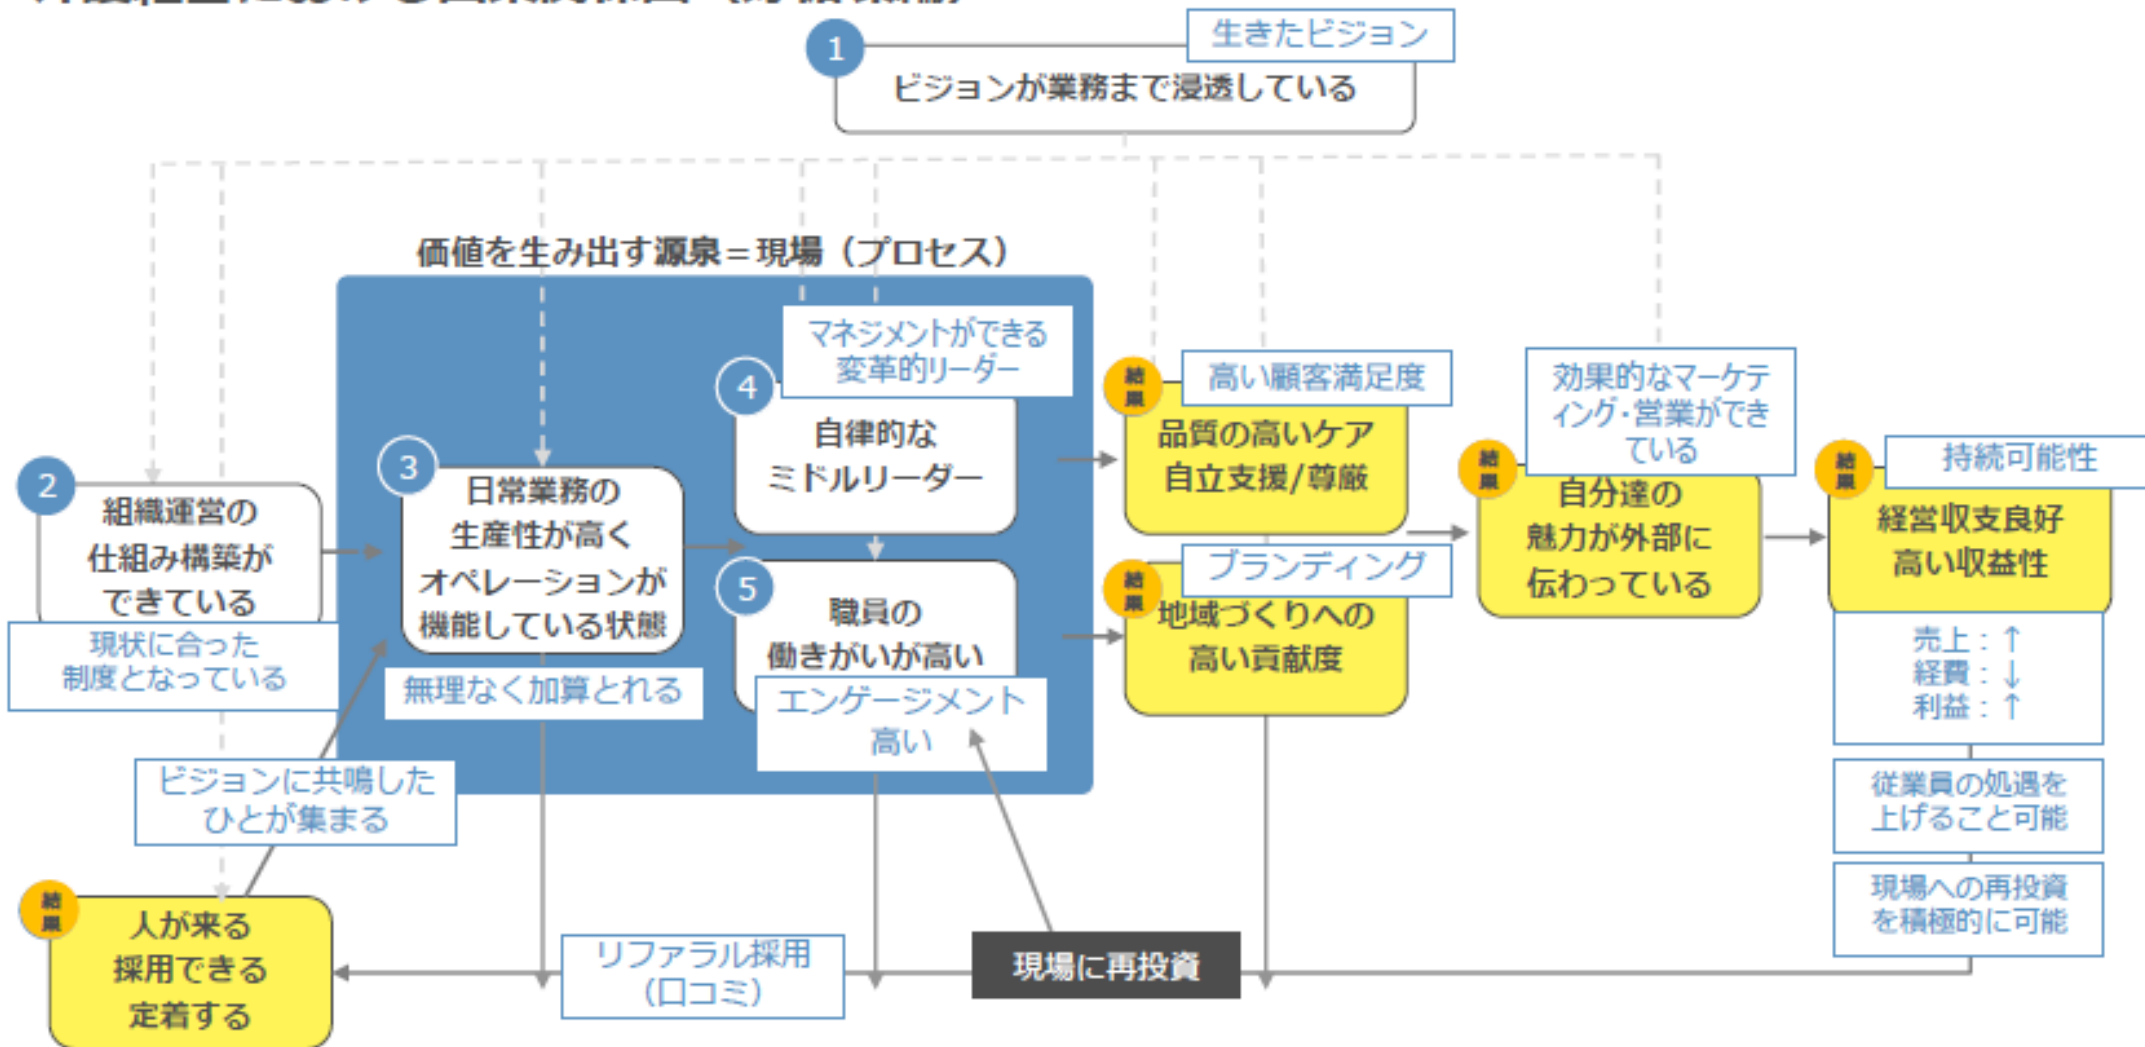 1
生きたビジョン
ビジョンが業務まで浸透している
価値を生み出す源泉＝現場（プロセス）
2
組織運営の
仕組み構築が
できている
現状に合った
制度となっている
3
日常業務の
生産性が高く
オペレーションが
機能している状態
無理なく加算とれる
4
マネジメントができる
変革的リーダー
自律的な
ミドルリーダー
5
職員の
働きがいが高い
エンゲージメント
高い
結
果
高い顧客満足度
品質の高いケア
自立支援/尊厳
結
果
ブランディング
地域づくりへの
高い貢献度
結
果
効果的なマーケテ
ィング・営業ができ
ている
自分達の
魅力が外部に
伝わっている
結
果
持続可能性
経営収支良好
高い収益性
売上：↑
経費：↓
利益：↑
従業員の処遇を
上げること可能
現場への再投資
を積極的に可能
ビジョンに共鳴した
ひとが集まる
結
果
人が来る
採用できる
定着する
リファラル採用
（口コミ）
現場に再投資